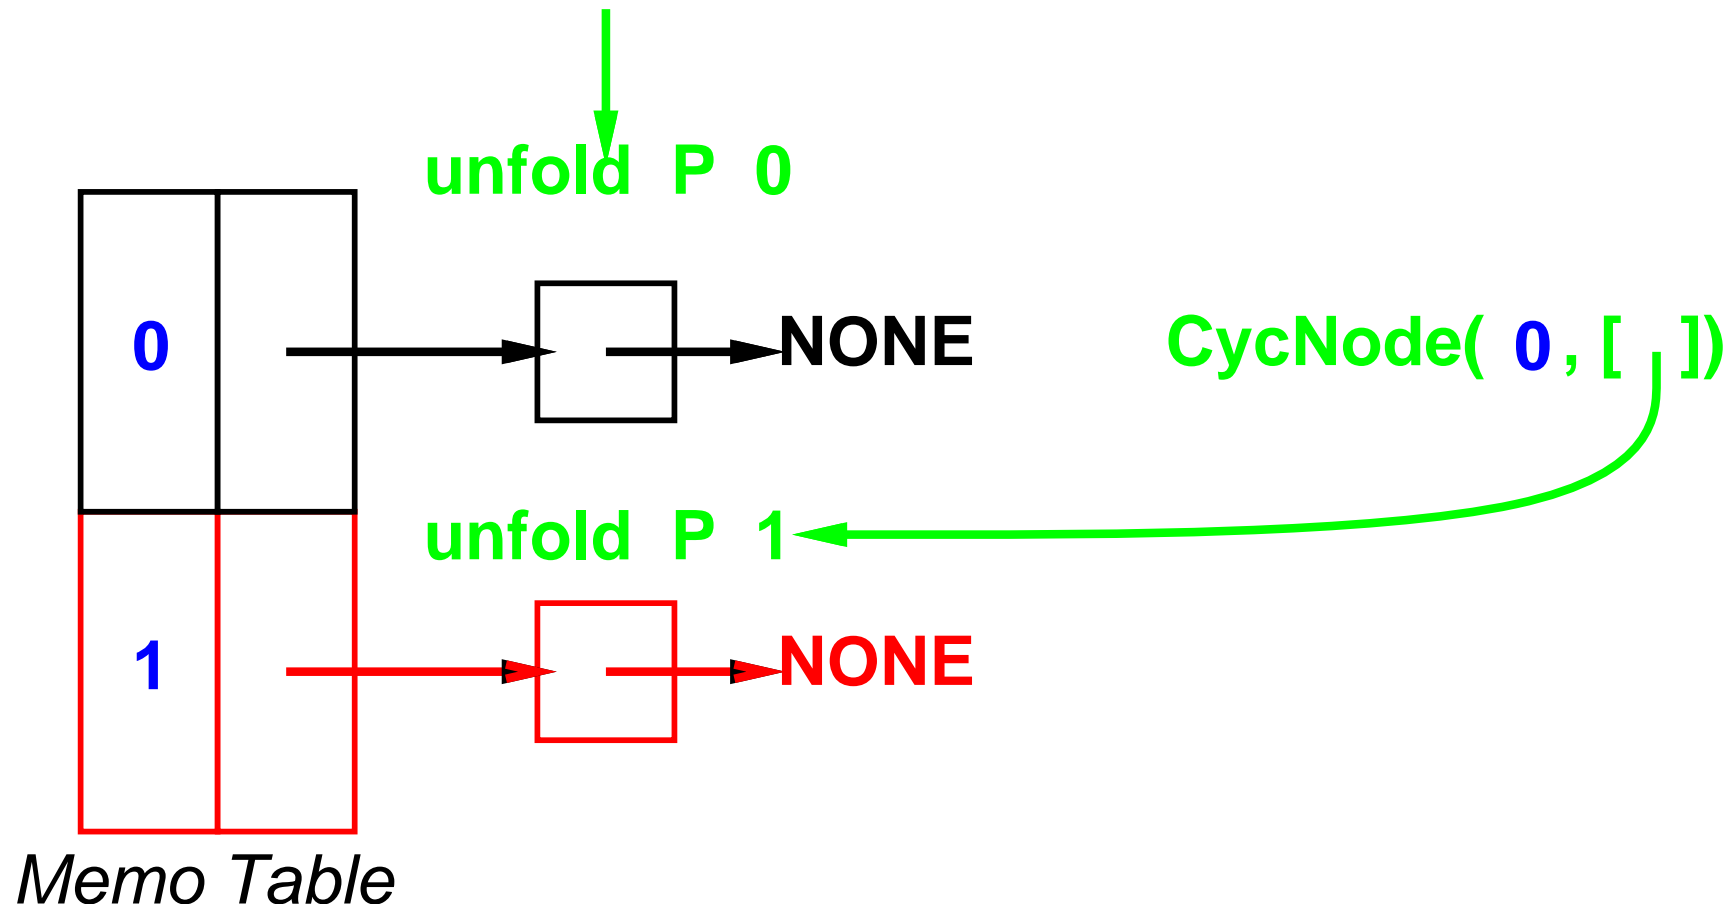 unfold P 0
0 NONE CycNode( 0 , [ ])
unfold P 1
1 NONE
Memo Table